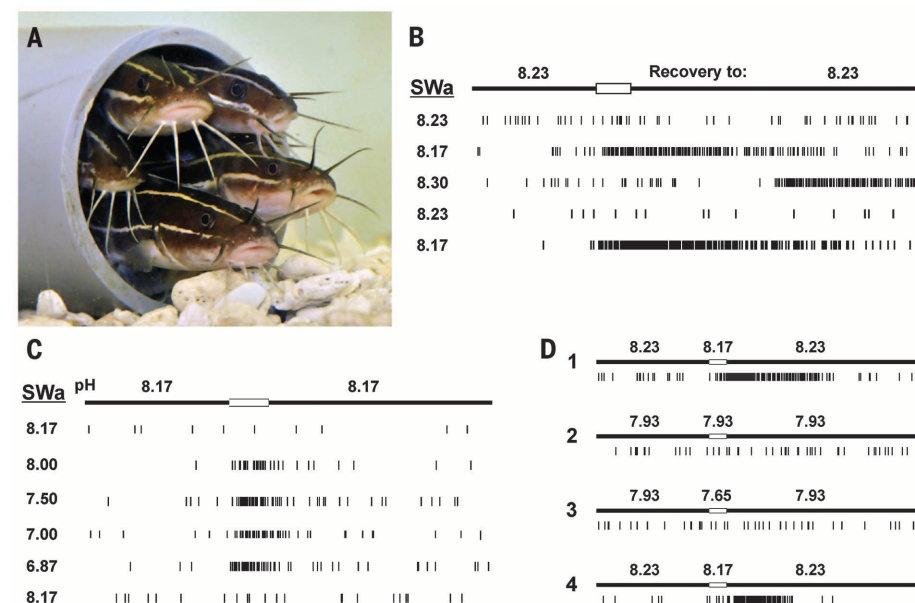 A
B
8.23 Recovery to: 8.23
SWa
8.23
8.17
8.30
8.23
8.17
C
SWa pH 8.17 8.17
8.17
8.00
7.50
7.00
6.87
8.17
D
1 8.23 8.17 8.23
2 7.93 7.93 7.93
3 7.93 7.65 7.93
4 8.23 8.17 8.23